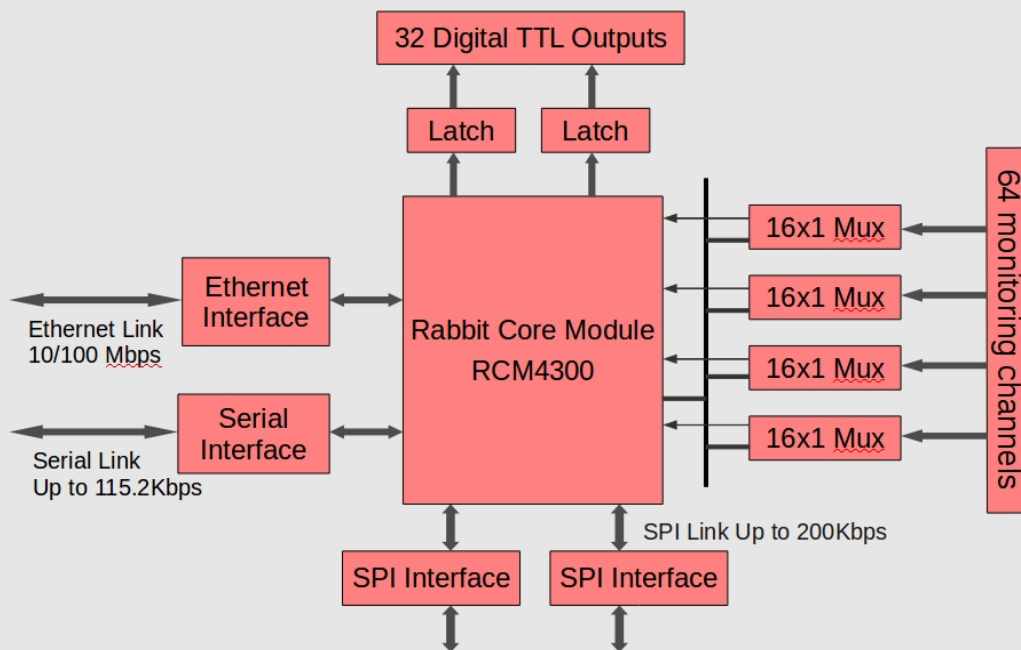 32 Digital TTL Outputs
Latch
Latch
16x1 Mux
16x1 Mux
16x1 Mux
16x1 Mux
64 monitoring channels
Ethernet
Interface
Ethernet Link
10/100 Mbps
Rabbit Core Module
RCM4300
Serial
Interface
Serial Link
Up to 115.2Kbps
SPI Link Up to 200Kbps
SPI Interface
SPI Interface